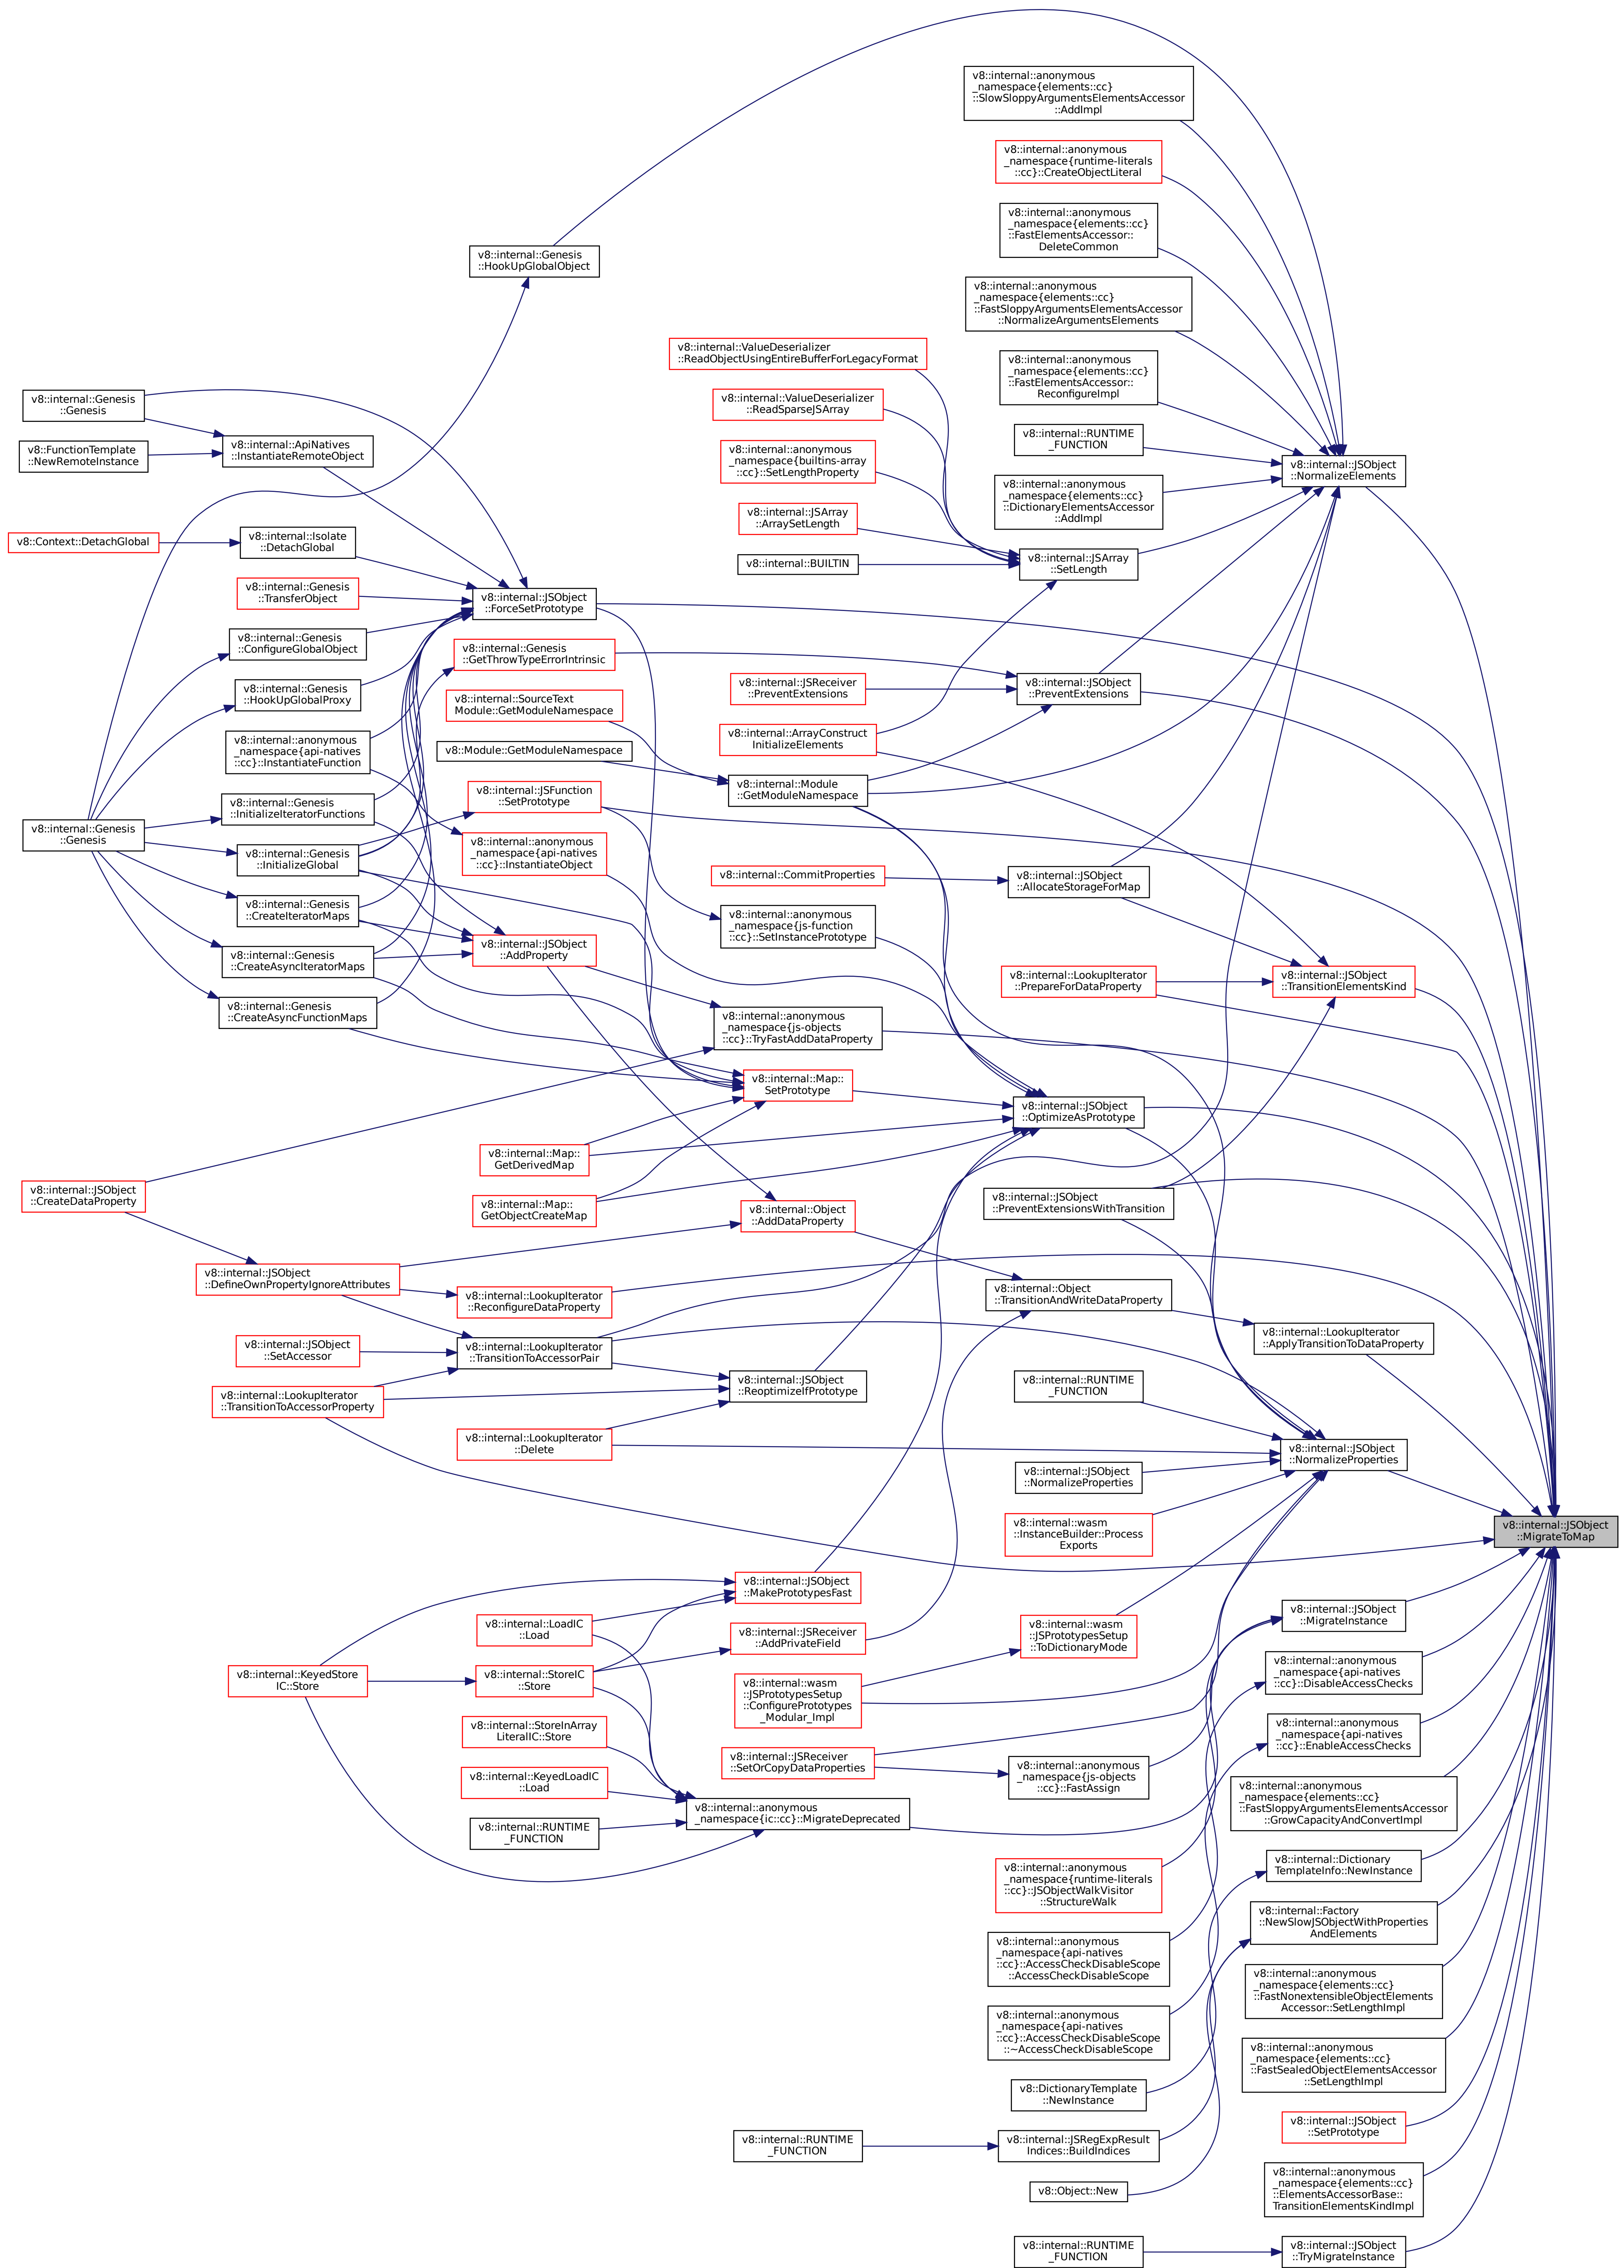 v8::internal::anonymous
_namespace{elements::cc}
::SlowSloppyArgumentsElementsAccessor
::AddImpl
v8::internal::anonymous
_namespace{runtime-literals
::cc}::CreateObjectLiteral
v8::internal::anonymous
_namespace{elements::cc}
::FastElementsAccessor::
DeleteCommon
v8::internal::Genesis
::HookUpGlobalObject
v8::internal::anonymous
_namespace{elements::cc}
::FastSloppyArgumentsElementsAccessor
::NormalizeArgumentsElements
v8::internal::ValueDeserializer
::ReadObjectUsingEntireBufferForLegacyFormat
v8::internal::anonymous
_namespace{elements::cc}
::FastElementsAccessor::
ReconfigureImpl
v8::internal::Genesis
::Genesis
v8::internal::ValueDeserializer
::ReadSparseJSArray
v8::internal::RUNTIME
_FUNCTION
v8::FunctionTemplate
::NewRemoteInstance
v8::internal::ApiNatives
::InstantiateRemoteObject
v8::internal::anonymous
_namespace{builtins-array
::cc}::SetLengthProperty
v8::internal::JSObject
::NormalizeElements
v8::internal::anonymous
_namespace{elements::cc}
::DictionaryElementsAccessor
::AddImpl
v8::internal::JSArray
::ArraySetLength
v8::Context::DetachGlobal
v8::internal::Isolate
::DetachGlobal
v8::internal::BUILTIN
v8::internal::JSArray
::SetLength
v8::internal::Genesis
::TransferObject
v8::internal::JSObject
::ForceSetPrototype
v8::internal::Genesis
::ConfigureGlobalObject
v8::internal::Genesis
::GetThrowTypeErrorIntrinsic
v8::internal::Genesis
::HookUpGlobalProxy
v8::internal::SourceText
Module::GetModuleNamespace
v8::internal::JSReceiver
::PreventExtensions
v8::internal::JSObject
::PreventExtensions
v8::internal::anonymous
_namespace{api-natives
::cc}::InstantiateFunction
v8::Module::GetModuleNamespace
v8::internal::ArrayConstruct
InitializeElements
v8::internal::JSFunction
::SetPrototype
v8::internal::Module
::GetModuleNamespace
v8::internal::Genesis
::InitializeIteratorFunctions
v8::internal::Genesis
::Genesis
v8::internal::Genesis
::InitializeGlobal
v8::internal::anonymous
_namespace{api-natives
::cc}::InstantiateObject
v8::internal::CommitProperties
v8::internal::JSObject
::AllocateStorageForMap
v8::internal::Genesis
::CreateIteratorMaps
v8::internal::anonymous
_namespace{js-function
::cc}::SetInstancePrototype
v8::internal::Genesis
::CreateAsyncIteratorMaps
v8::internal::JSObject
::AddProperty
v8::internal::LookupIterator
::PrepareForDataProperty
v8::internal::JSObject
::TransitionElementsKind
v8::internal::Genesis
::CreateAsyncFunctionMaps
v8::internal::anonymous
_namespace{js-objects
::cc}::TryFastAddDataProperty
v8::internal::Map::
SetPrototype
v8::internal::JSObject
::OptimizeAsPrototype
v8::internal::Map::
GetDerivedMap
v8::internal::JSObject
::CreateDataProperty
v8::internal::Map::
GetObjectCreateMap
v8::internal::Object
::AddDataProperty
v8::internal::JSObject
::PreventExtensionsWithTransition
v8::internal::JSObject
::DefineOwnPropertyIgnoreAttributes
v8::internal::LookupIterator
::ReconfigureDataProperty
v8::internal::Object
::TransitionAndWriteDataProperty
v8::internal::JSObject
::SetAccessor
v8::internal::LookupIterator
::TransitionToAccessorPair
v8::internal::LookupIterator
::ApplyTransitionToDataProperty
v8::internal::LookupIterator
::TransitionToAccessorProperty
v8::internal::JSObject
::ReoptimizeIfPrototype
v8::internal::RUNTIME
_FUNCTION
v8::internal::LookupIterator
::Delete
v8::internal::JSObject
::NormalizeProperties
v8::internal::JSObject
::NormalizeProperties
v8::internal::wasm
::InstanceBuilder::Process
Exports
v8::internal::JSObject
::MigrateToMap
v8::internal::JSObject
::MakePrototypesFast
v8::internal::LoadIC
::Load
v8::internal::JSReceiver
::AddPrivateField
v8::internal::wasm
::JSPrototypesSetup
::ToDictionaryMode
v8::internal::JSObject
::MigrateInstance
v8::internal::KeyedStore
IC::Store
v8::internal::StoreIC
::Store
v8::internal::wasm
::JSPrototypesSetup
::ConfigurePrototypes
_Modular_Impl
v8::internal::anonymous
_namespace{api-natives
::cc}::DisableAccessChecks
v8::internal::StoreInArray
LiteralIC::Store
v8::internal::JSReceiver
::SetOrCopyDataProperties
v8::internal::anonymous
_namespace{api-natives
::cc}::EnableAccessChecks
v8::internal::KeyedLoadIC
::Load
v8::internal::anonymous
_namespace{js-objects
::cc}::FastAssign
v8::internal::anonymous
_namespace{elements::cc}
::FastSloppyArgumentsElementsAccessor
::GrowCapacityAndConvertImpl
v8::internal::RUNTIME
_FUNCTION
v8::internal::anonymous
_namespace{ic::cc}::MigrateDeprecated
v8::internal::anonymous
_namespace{runtime-literals
::cc}::JSObjectWalkVisitor
::StructureWalk
v8::internal::Dictionary
TemplateInfo::NewInstance
v8::internal::Factory
::NewSlowJSObjectWithProperties
AndElements
v8::internal::anonymous
_namespace{api-natives
::cc}::AccessCheckDisableScope
::AccessCheckDisableScope
v8::internal::anonymous
_namespace{elements::cc}
::FastNonextensibleObjectElements
Accessor::SetLengthImpl
v8::internal::anonymous
_namespace{api-natives
::cc}::AccessCheckDisableScope
::~AccessCheckDisableScope
v8::internal::anonymous
_namespace{elements::cc}
::FastSealedObjectElementsAccessor
::SetLengthImpl
v8::DictionaryTemplate
::NewInstance
v8::internal::JSObject
::SetPrototype
v8::internal::RUNTIME
_FUNCTION
v8::internal::JSRegExpResult
Indices::BuildIndices
v8::internal::anonymous
_namespace{elements::cc}
::ElementsAccessorBase::
TransitionElementsKindImpl
v8::Object::New
v8::internal::RUNTIME
_FUNCTION
v8::internal::JSObject
::TryMigrateInstance